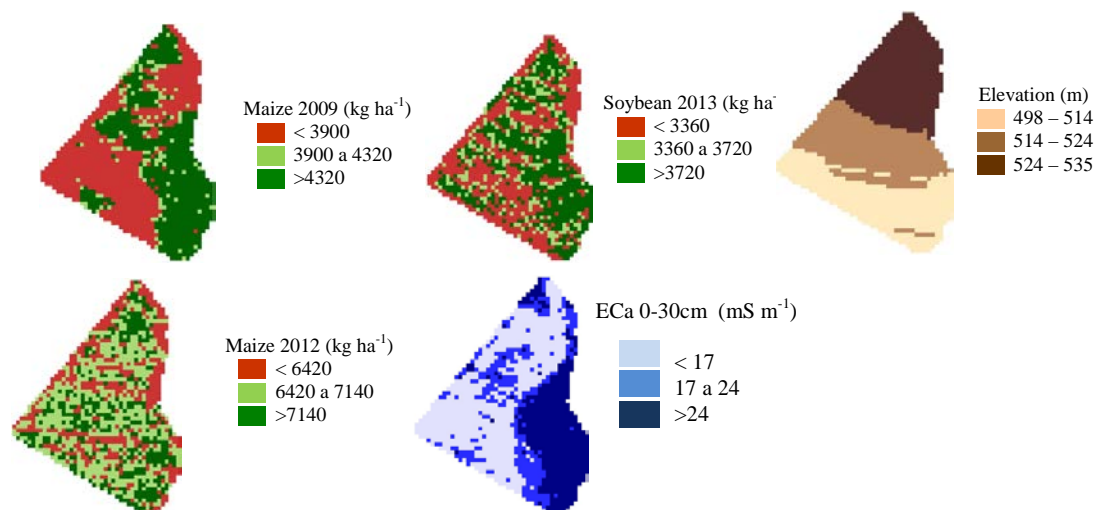 Maize 2009 (kg ha⁻¹)
< 3900
3900 a 4320
>4320
Soybean 2013 (kg ha⁻
< 3360
3360 a 3720
>3720
Elevation (m)
498 – 514
514 – 524
524 – 535
Maize 2012 (kg ha⁻¹)
< 6420
6420 a 7140
>7140
ECa 0-30cm (mS m⁻¹)
< 17
17 a 24
>24